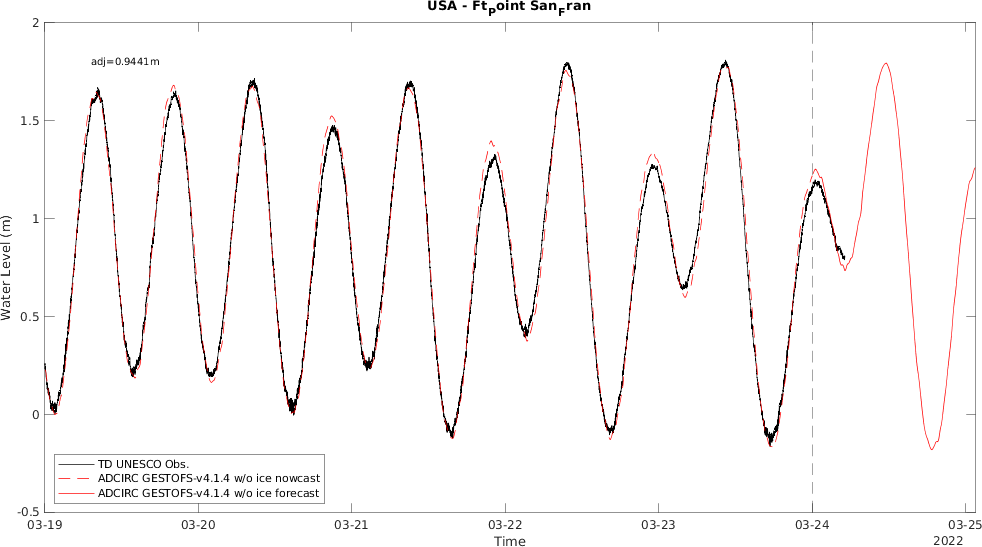 USA - Ft_Point San_Fran
adj=0.9441m
2
1.5
1
0.5
0
-0.5
Water Level (m)
TD UNESCO Obs.
ADCIRC GESTOFS-v4.1.4 w/o ice nowcast
ADCIRC GESTOFS-v4.1.4 w/o ice forecast
03-19 03-20 03-21 03-22 03-23 03-24 03-25
Time
2022